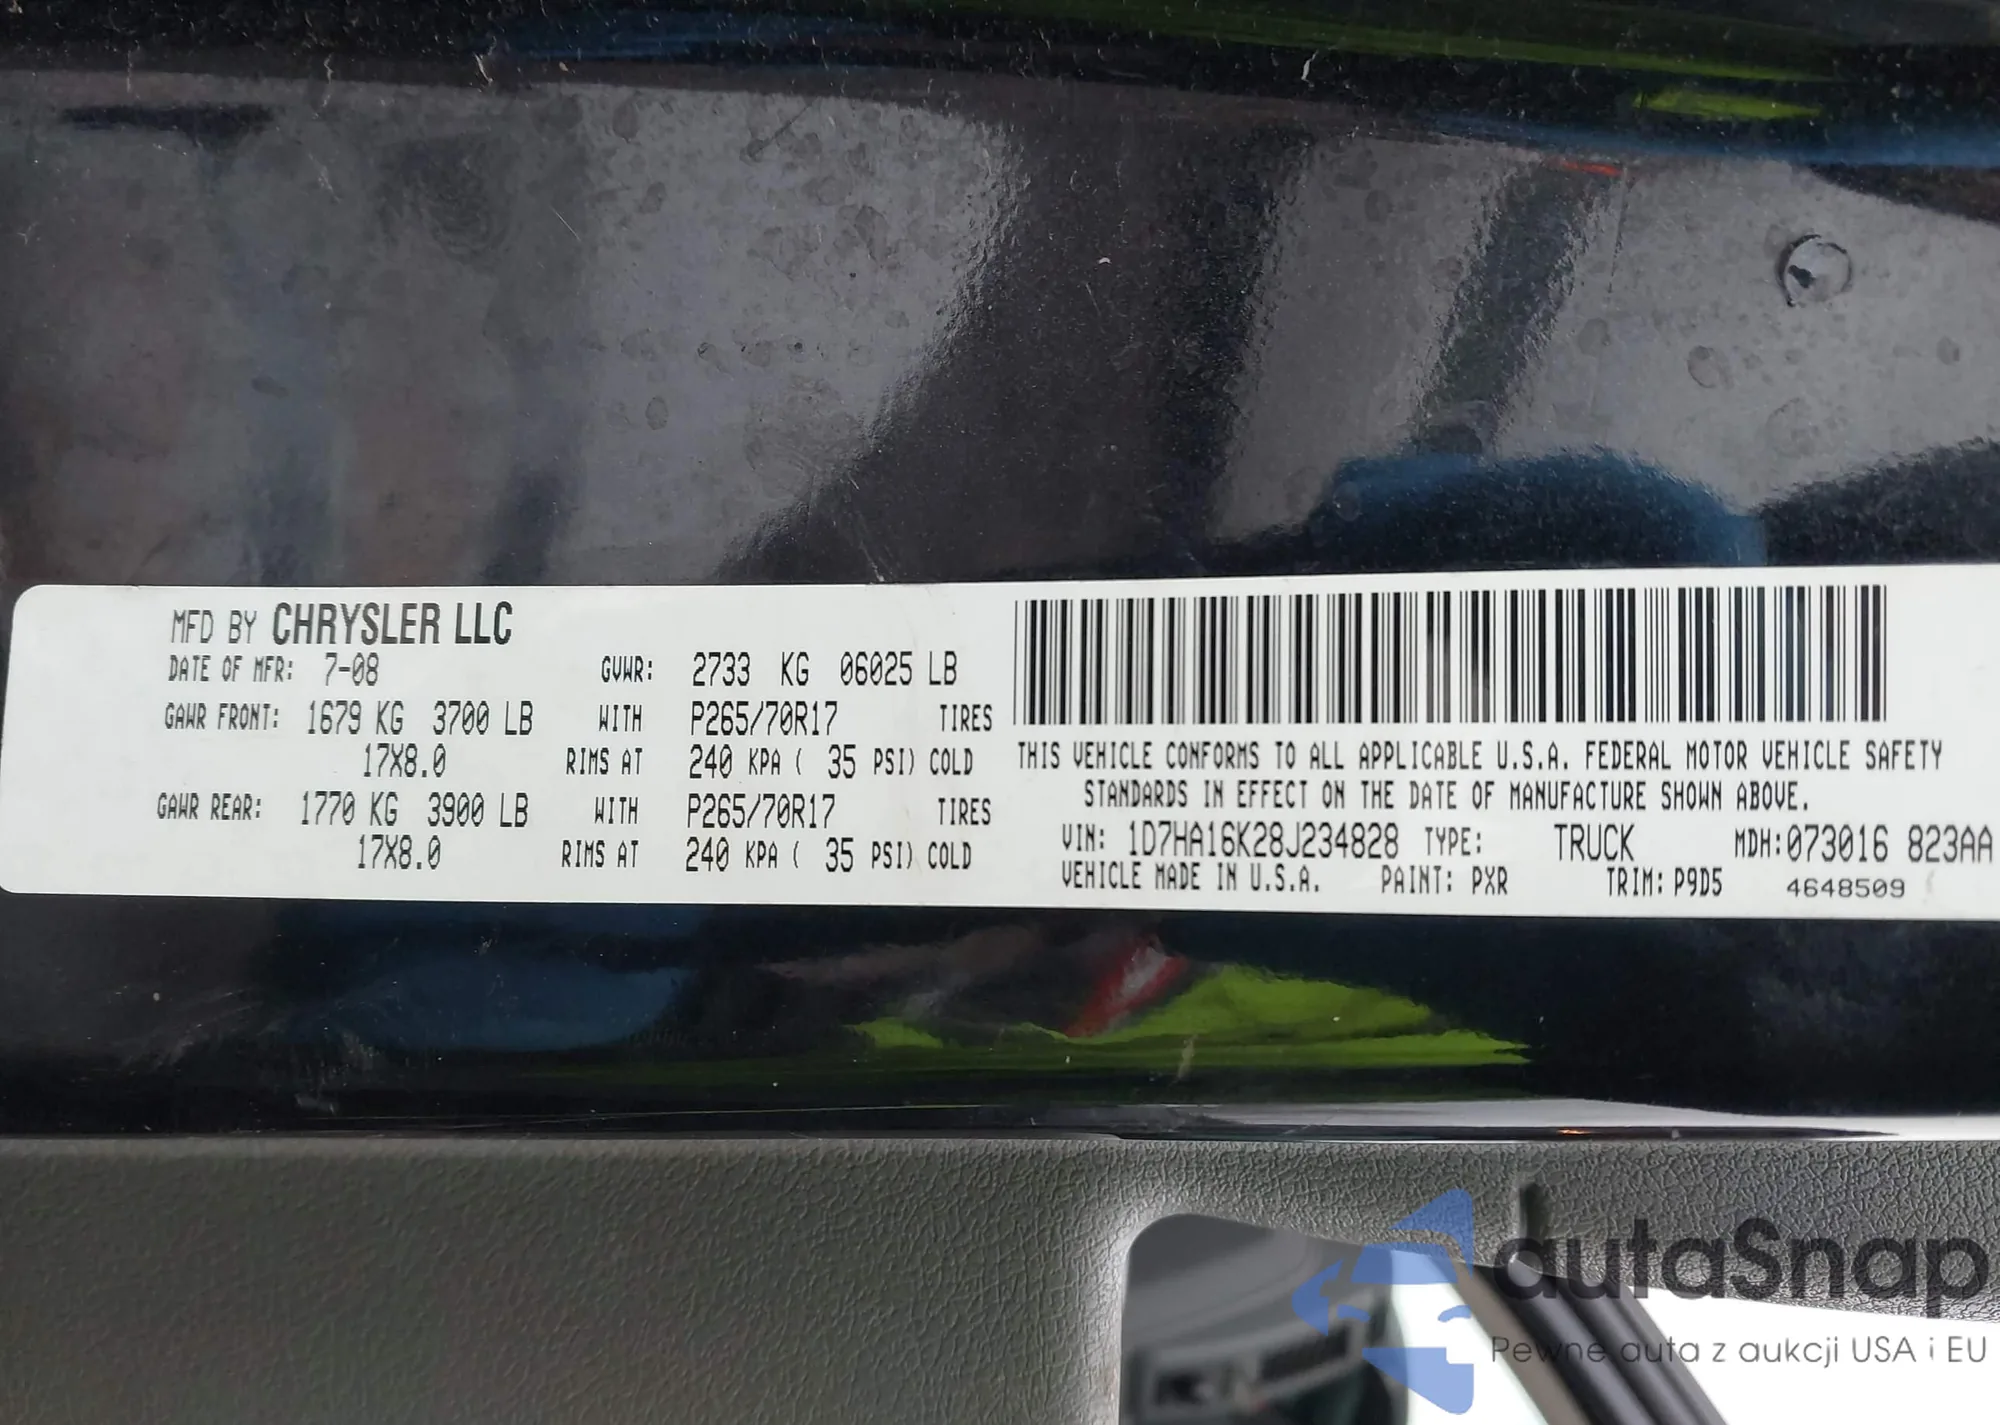 MFD BY CHRYSLER LLC
DATE OF MFR: 7-08 GVWR: 2733 KG 06025 LB
GAWR FRONT: 1679 KG 3700 LB WITH P265/70R17 TIRES
17X8.0 RIMS AT 240 KPA ( 35 PSI) COLD
GAWR REAR: 1770 KG 3900 LB WITH P265/70R17 TIRES
17X8.0 RIMS AT 240 KPA ( 35 PSI) COLD
THIS VEHICLE CONFORMS TO ALL APPLICABLE U.S.A. FEDERAL MOTOR VEHICLE SAFETY
STANDARDS IN EFFECT ON THE DATE OF MANUFACTURE SHOWN ABOVE.
VIN: 1D7HA16K28J234828 TYPE: TRUCK MDH:073016 823AA
VEHICLE MADE IN U.S.A. PAINT: PXR TRIM: P9D5 4648509
autoSnap
Pewne auta z aukcji USA i EU